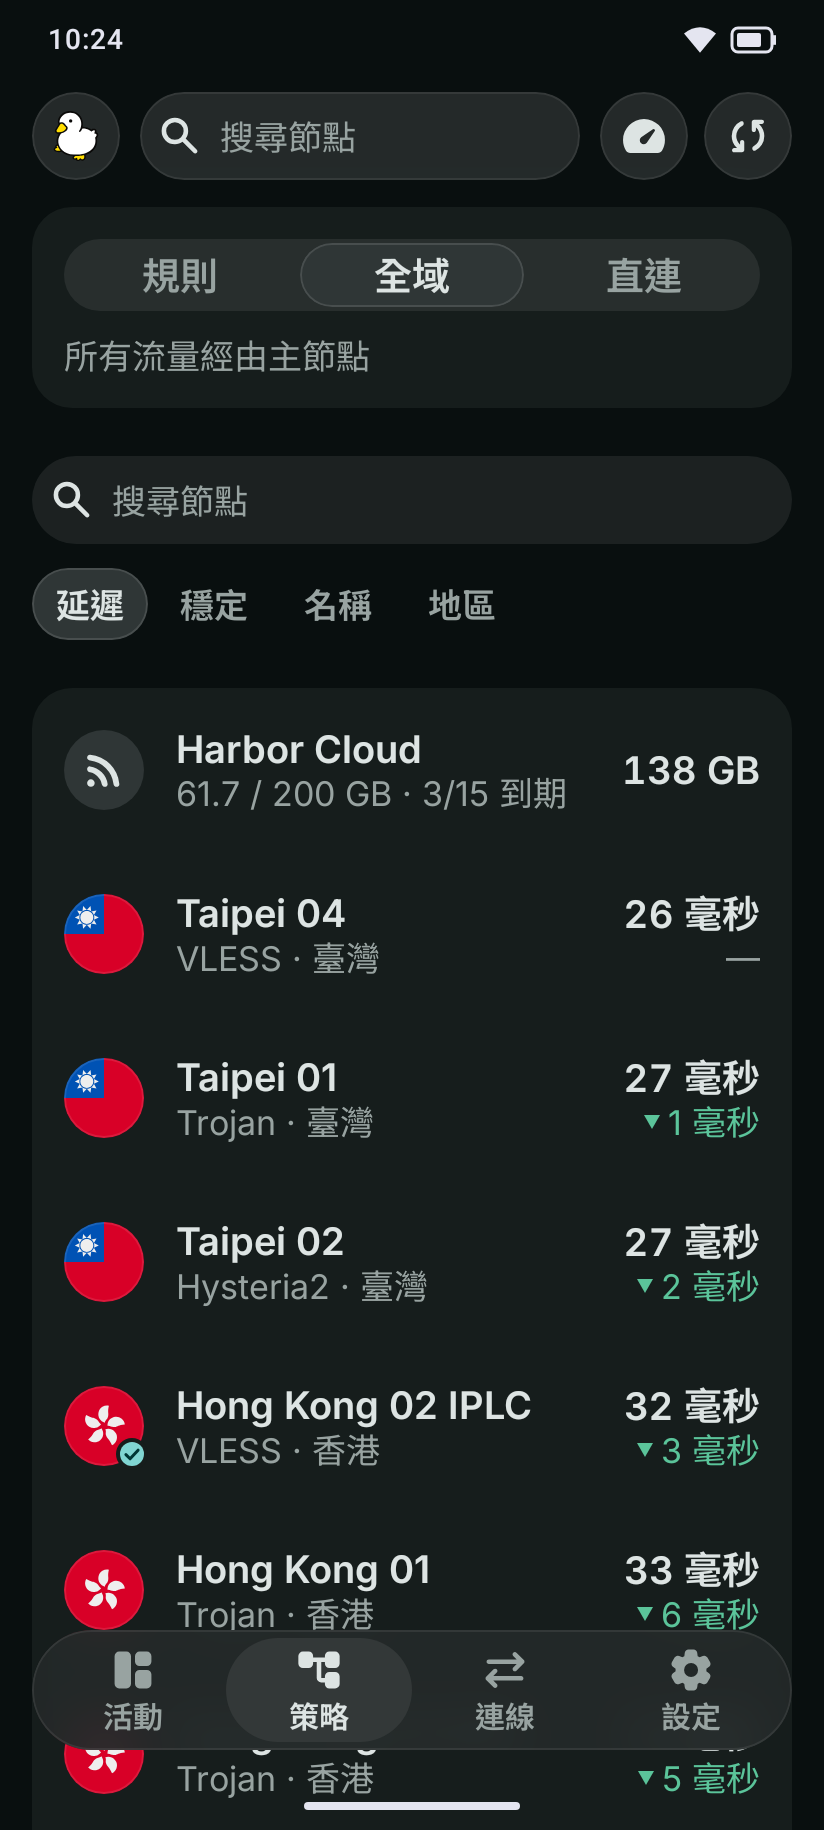 10:24
搜尋節點
規則
全域
直連
所有流量經由主節點
搜尋節點
延遲
穩定
名稱
地區
Harbor Cloud
138 GB
61.7 / 200 GB · 3/15 到期
Taipei 04
26 毫秒
VLESS · 臺灣
—
Taipei 01
27 毫秒
Trojan · 臺灣
▼1 毫秒
Taipei 02
27 毫秒
Hysteria2 · 臺灣
▼2 毫秒
Hong Kong 02 IPLC
32 毫秒
VLESS · 香港
▼3 毫秒
Hong Kong 01
33 毫秒
Trojan · 香港
▼6 毫秒
活動
策略
連線
設定
Trojan · 香港
▼5 毫秒